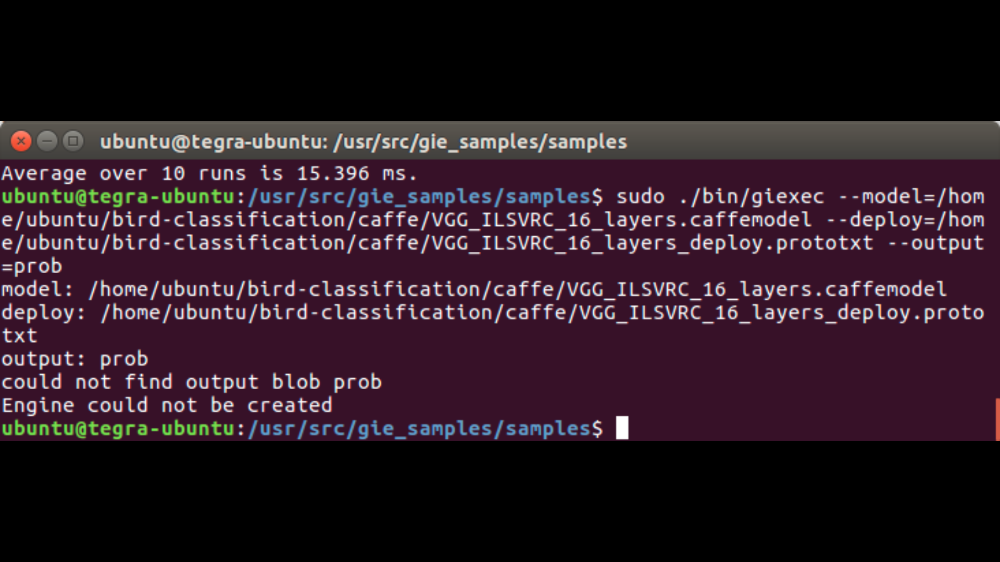 ubuntu@tegra-ubuntu: /usr/src/gie_samples/samples
Average over 10 runs is 15.396 ms.
ubuntu@tegra-ubuntu:/usr/src/gie_samples/samples$ sudo ./bin/giexec --model=/hom
e/ubuntu/bird-classification/caffe/VGG_ILSVRC_16_layers.caffemodel --deploy=/hom
e/ubuntu/bird-classification/caffe/VGG_ILSVRC_16_layers_deploy.prototxt --output
=prob
model: /home/ubuntu/bird-classification/caffe/VGG_ILSVRC_16_layers.caffemodel
deploy: /home/ubuntu/bird-classification/caffe/VGG_ILSVRC_16_layers_deploy.proto
txt
output: prob
could not find output blob prob
Engine could not be created
ubuntu@tegra-ubuntu:/usr/src/gie_samples/samples$